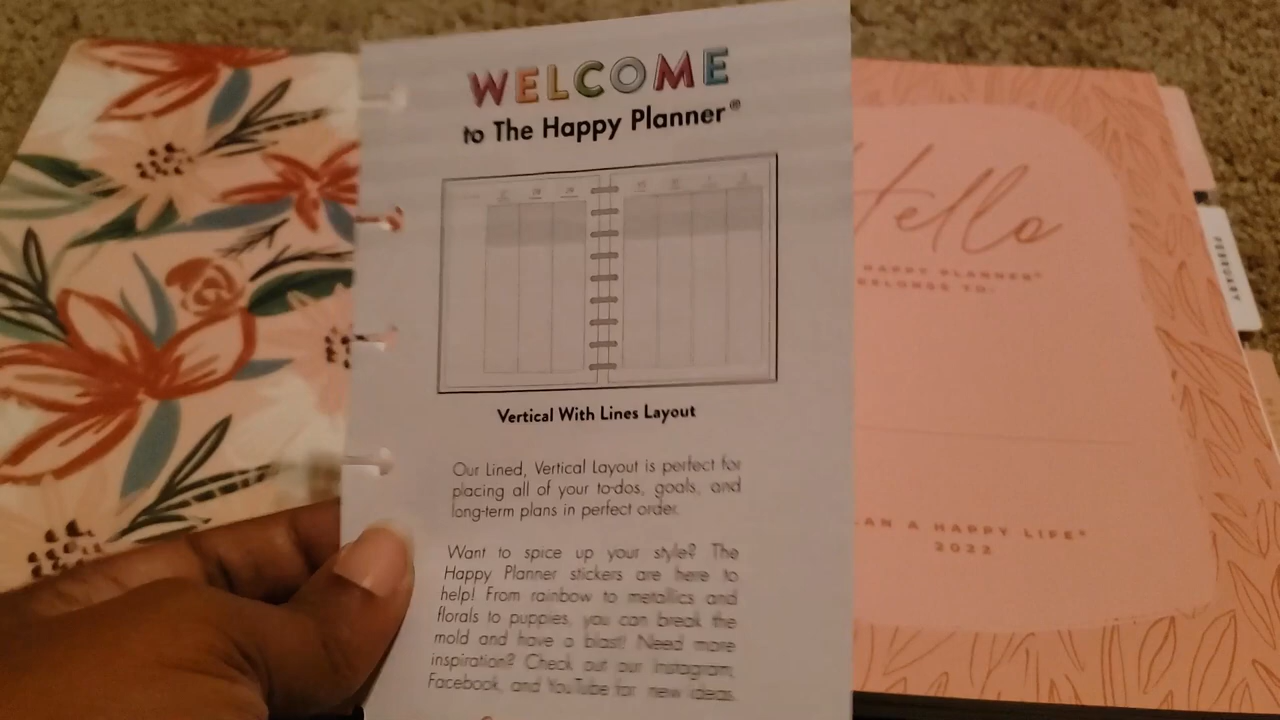 WELCOME
to The Happy Planner®
Vertical With Lines Layout
Our Lined, Vertical Layout is perfect for
placing all of your to-dos, goals, and
long-term plans in perfect order.
Want to spice up your style? The
Happy Planner stickers are here to
help! From rainbow to metallics and
florals to puppies, you can break the
mold and have a blast! Need more
inspiration? Check out our Instagram,
Facebook, and YouTube for new ideas.
Hello
HAPPY PLANNER®
BELONGS TO:
LAN A HAPPY LIFE®
2022
FEBRUARY